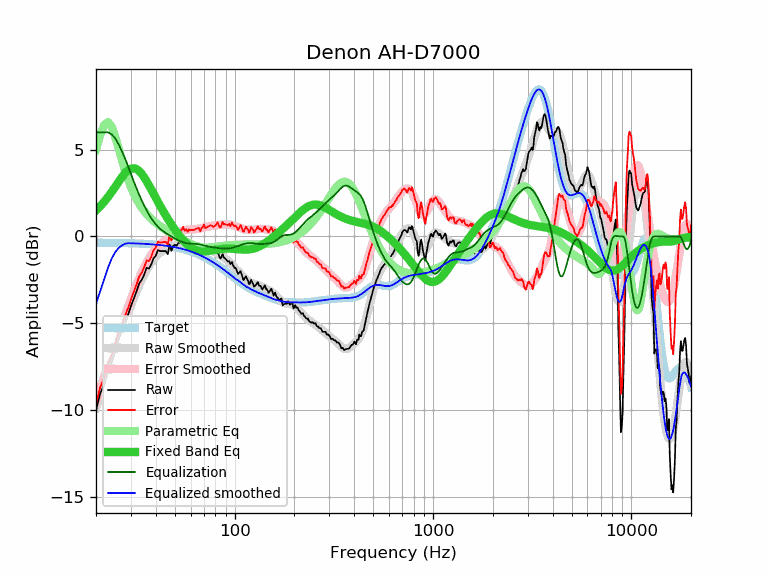 Denon AH-D7000
Amplitude (dBr)
5
0
−5
−10
−15
Target
Raw Smoothed
Error Smoothed
Raw
Error
Parametric Eq
Fixed Band Eq
Equalization
Equalized smoothed
100 1000 10000
Frequency (Hz)